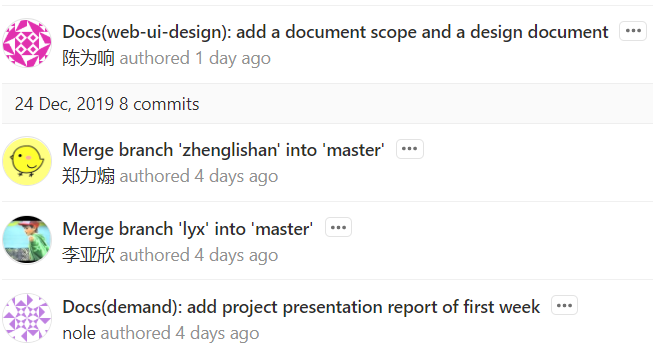 Docs(web-ui-design): add a document scope and a design document
陈为响 authored 1 day ago
24 Dec, 2019 8 commits
Merge branch 'zhenglishan' into 'master'
郑力煽 authored 4 days ago
Merge branch 'lyx' into 'master'
李亚欣 authored 4 days ago
Docs(demand): add project presentation report of first week
nole authored 4 days ago